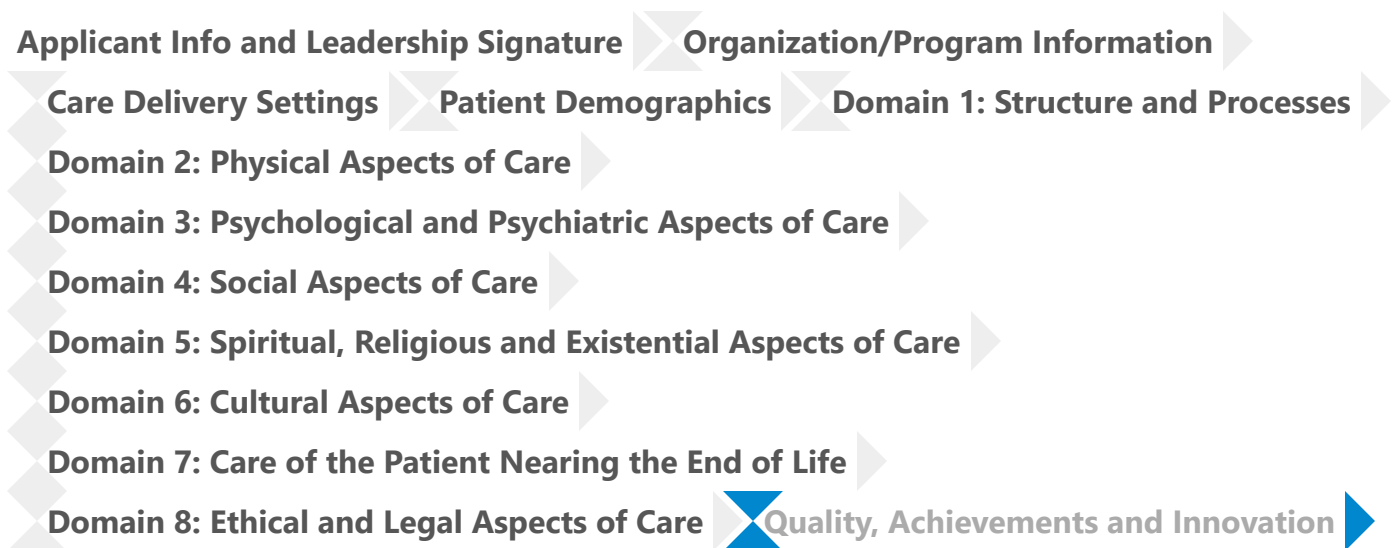 Applicant Info and Leadership Signature Organization/Program Information
Care Delivery Settings Patient Demographics Domain 1: Structure and Processes
Domain 2: Physical Aspects of Care
Domain 3: Psychological and Psychiatric Aspects of Care
Domain 4: Social Aspects of Care
Domain 5: Spiritual, Religious and Existential Aspects of Care
Domain 6: Cultural Aspects of Care
Domain 7: Care of the Patient Nearing the End of Life
Domain 8: Ethical and Legal Aspects of Care Quality, Achievements and Innovation